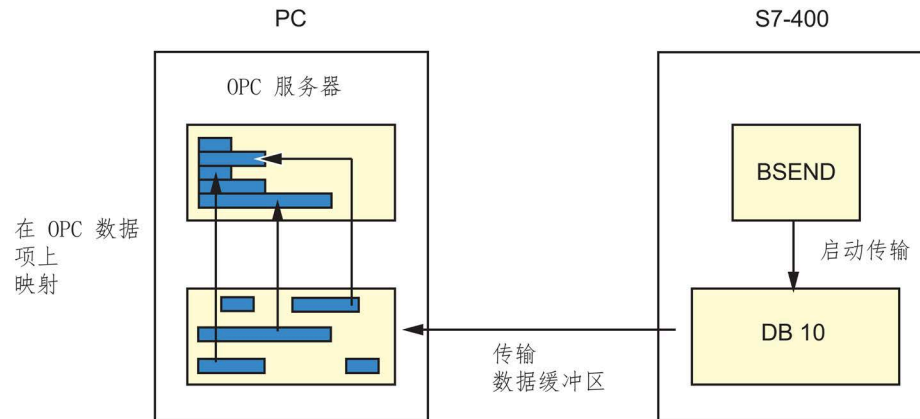 PC
S7-400
OPC 服务器
BSEND
在 OPC 数据
项上
映射
启动传输
DB 10
传输
数据缓冲区